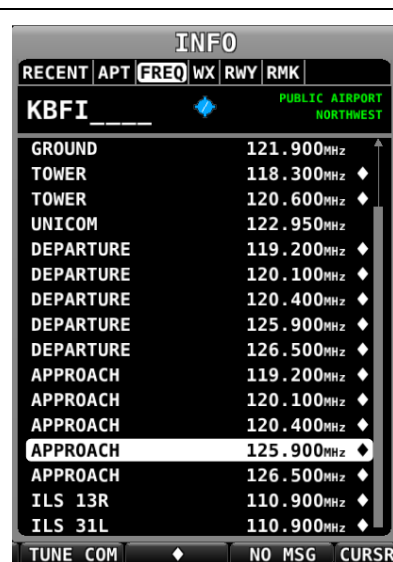 INFO
RECENT APT FREQ WX RWY RMK
KBFI____ PUBLIC AIRPORT
NORTHWEST
GROUND 121.900MHz
TOWER 118.300MHz ♦
TOWER 120.600MHz ♦
UNICOM 122.950MHz
DEPARTURE 119.200MHz ♦
DEPARTURE 120.100MHz ♦
DEPARTURE 120.400MHz ♦
DEPARTURE 125.900MHz ♦
DEPARTURE 126.500MHz ♦
APPROACH 119.200MHz ♦
APPROACH 120.100MHz ♦
APPROACH 120.400MHz ♦
APPROACH 125.900MHz ♦
APPROACH 126.500MHz ♦
ILS 13R 110.900MHz ♦
ILS 31L 110.900MHz ♦
TUNE COM ♦ NO MSG CURSR